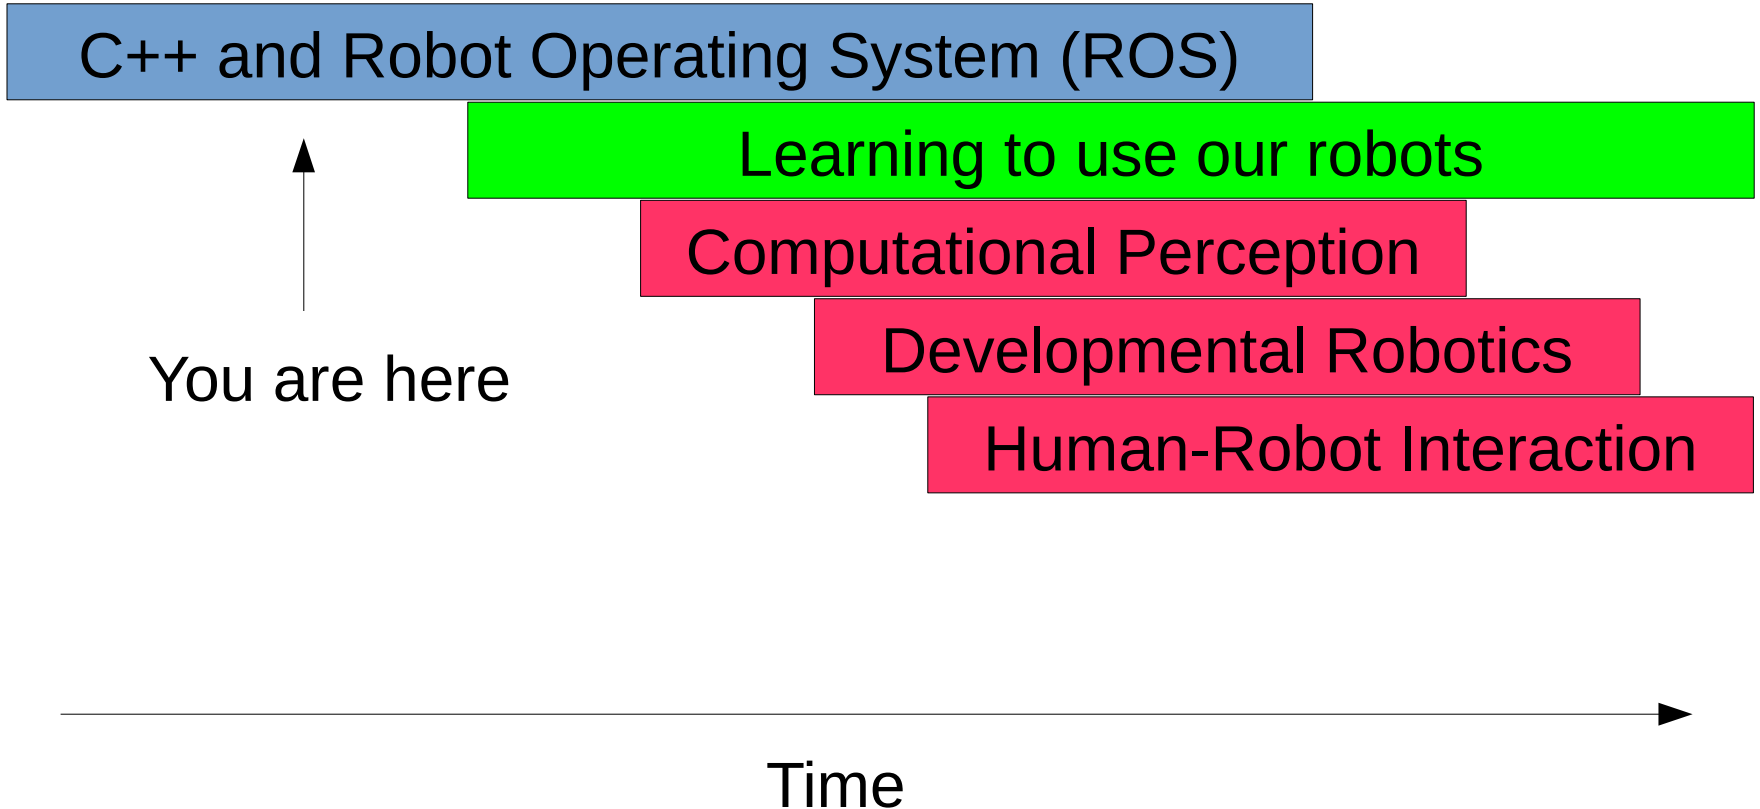 C++ and Robot Operating System (ROS)
Learning to use our robots
Computational Perception
Developmental Robotics
You are here
Human-Robot Interaction
Time